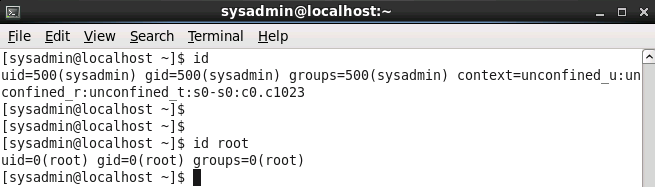 sysadmin@localhost:~
File Edit View Search Terminal Help
[sysadmin@localhost ~]$ id
uid=500(sysadmin) gid=500(sysadmin) groups=500(sysadmin) context=unconfined_u:un
confined_r:unconfined_t:s0-s0:c0.c1023
[sysadmin@localhost ~]$
[sysadmin@localhost ~]$
[sysadmin@localhost ~]$ id root
uid=0(root) gid=0(root) groups=0(root)
[sysadmin@localhost ~]$